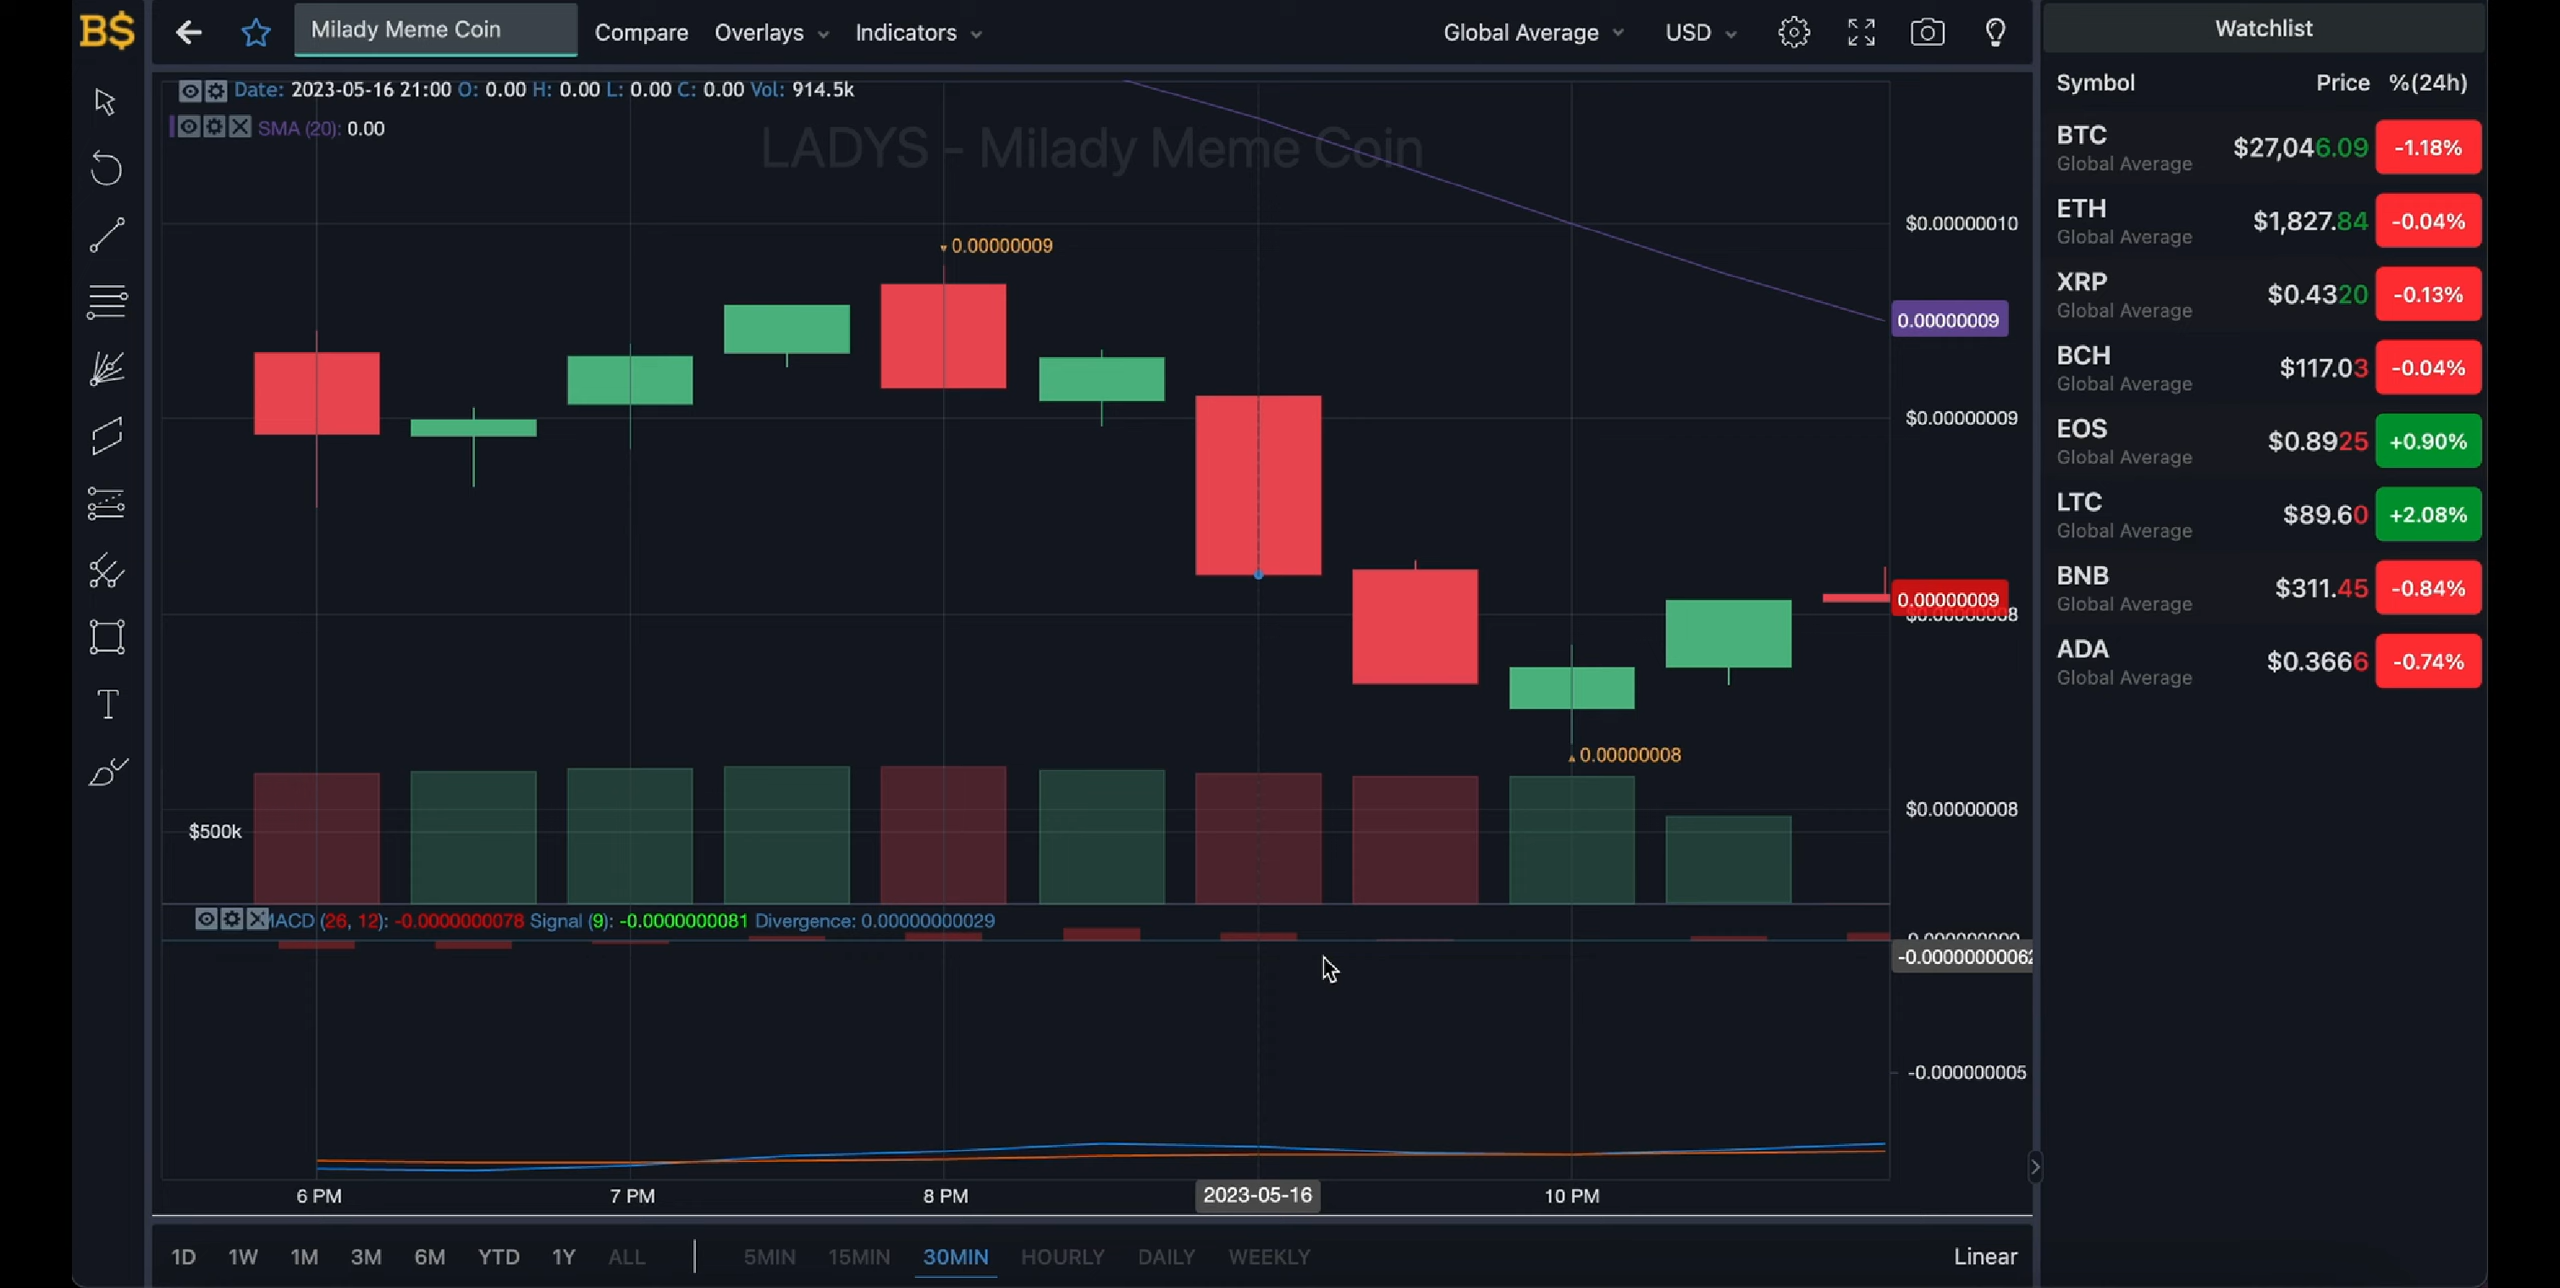 B$
Milady Meme Coin
Compare
Overlays
Indicators
Global Average
USD
Watchlist
Date: 2023-05-16 21:00 O: 0.00 H: 0.00 L: 0.00 C: 0.00 Vol: 914.5k
SMA (20): 0.00
LADYS - Milady Meme Coin
Symbol Price %(24h)
BTC $27,046.09 -1.18%
Global Average
ETH $1,827.84 -0.04%
Global Average
XRP $0.4320 -0.13%
Global Average
BCH $117.03 -0.04%
Global Average
EOS $0.8925 +0.90%
Global Average
LTC $89.60 +2.08%
Global Average
BNB $311.45 -0.84%
Global Average
ADA $0.3666 -0.74%
Global Average
$0.00000010
0.00000009
0.00000009
$0.00000009
0.00000009
0.00000008
$0.00000008
$500k
MACD (26, 12): -0.0000000078 Signal (9): -0.0000000081 Divergence: 0.00000000029
-0.000000005
6 PM 7 PM 8 PM 2023-05-16 10 PM
1D 1W 1M 3M 6M YTD 1Y ALL 5MIN 15MIN 30MIN HOURLY DAILY WEEKLY Linear
T